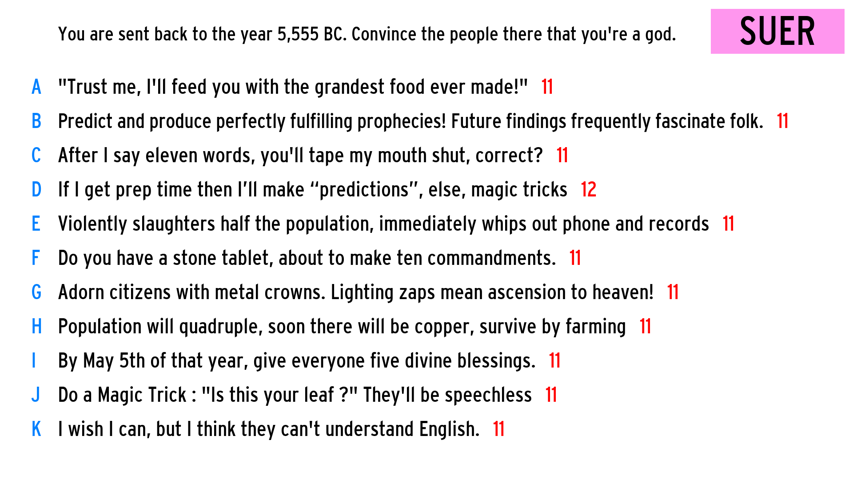 You are sent back to the year 5,555 BC. Convince the people there that you're a god.
SUER
A "Trust me, I'll feed you with the grandest food ever made!" 11
B Predict and produce perfectly fulfilling prophecies! Future findings frequently fascinate folk. 11
C After I say eleven words, you'll tape my mouth shut, correct? 11
D If I get prep time then I’ll make “predictions”, else, magic tricks 12
E Violently slaughters half the population, immediately whips out phone and records 11
F Do you have a stone tablet, about to make ten commandments. 11
G Adorn citizens with metal crowns. Lighting zaps mean ascension to heaven! 11
H Population will quadruple, soon there will be copper, survive by farming 11
I By May 5th of that year, give everyone five divine blessings. 11
J Do a Magic Trick : "Is this your leaf ?" They'll be speechless 11
K I wish I can, but I think they can't understand English. 11